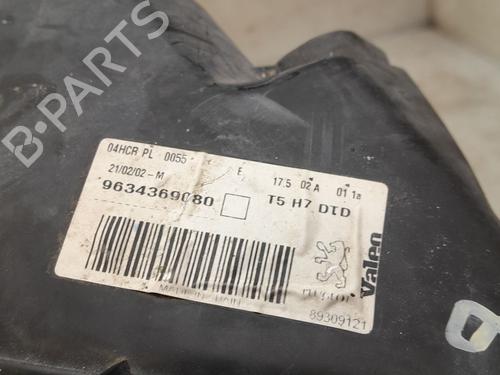 B-PARTS
04HCR PL 0055 E 17.5 02 A 01 1a
21/02/02-M
9634369080 T5 H7 DTD
Valeo
89309121